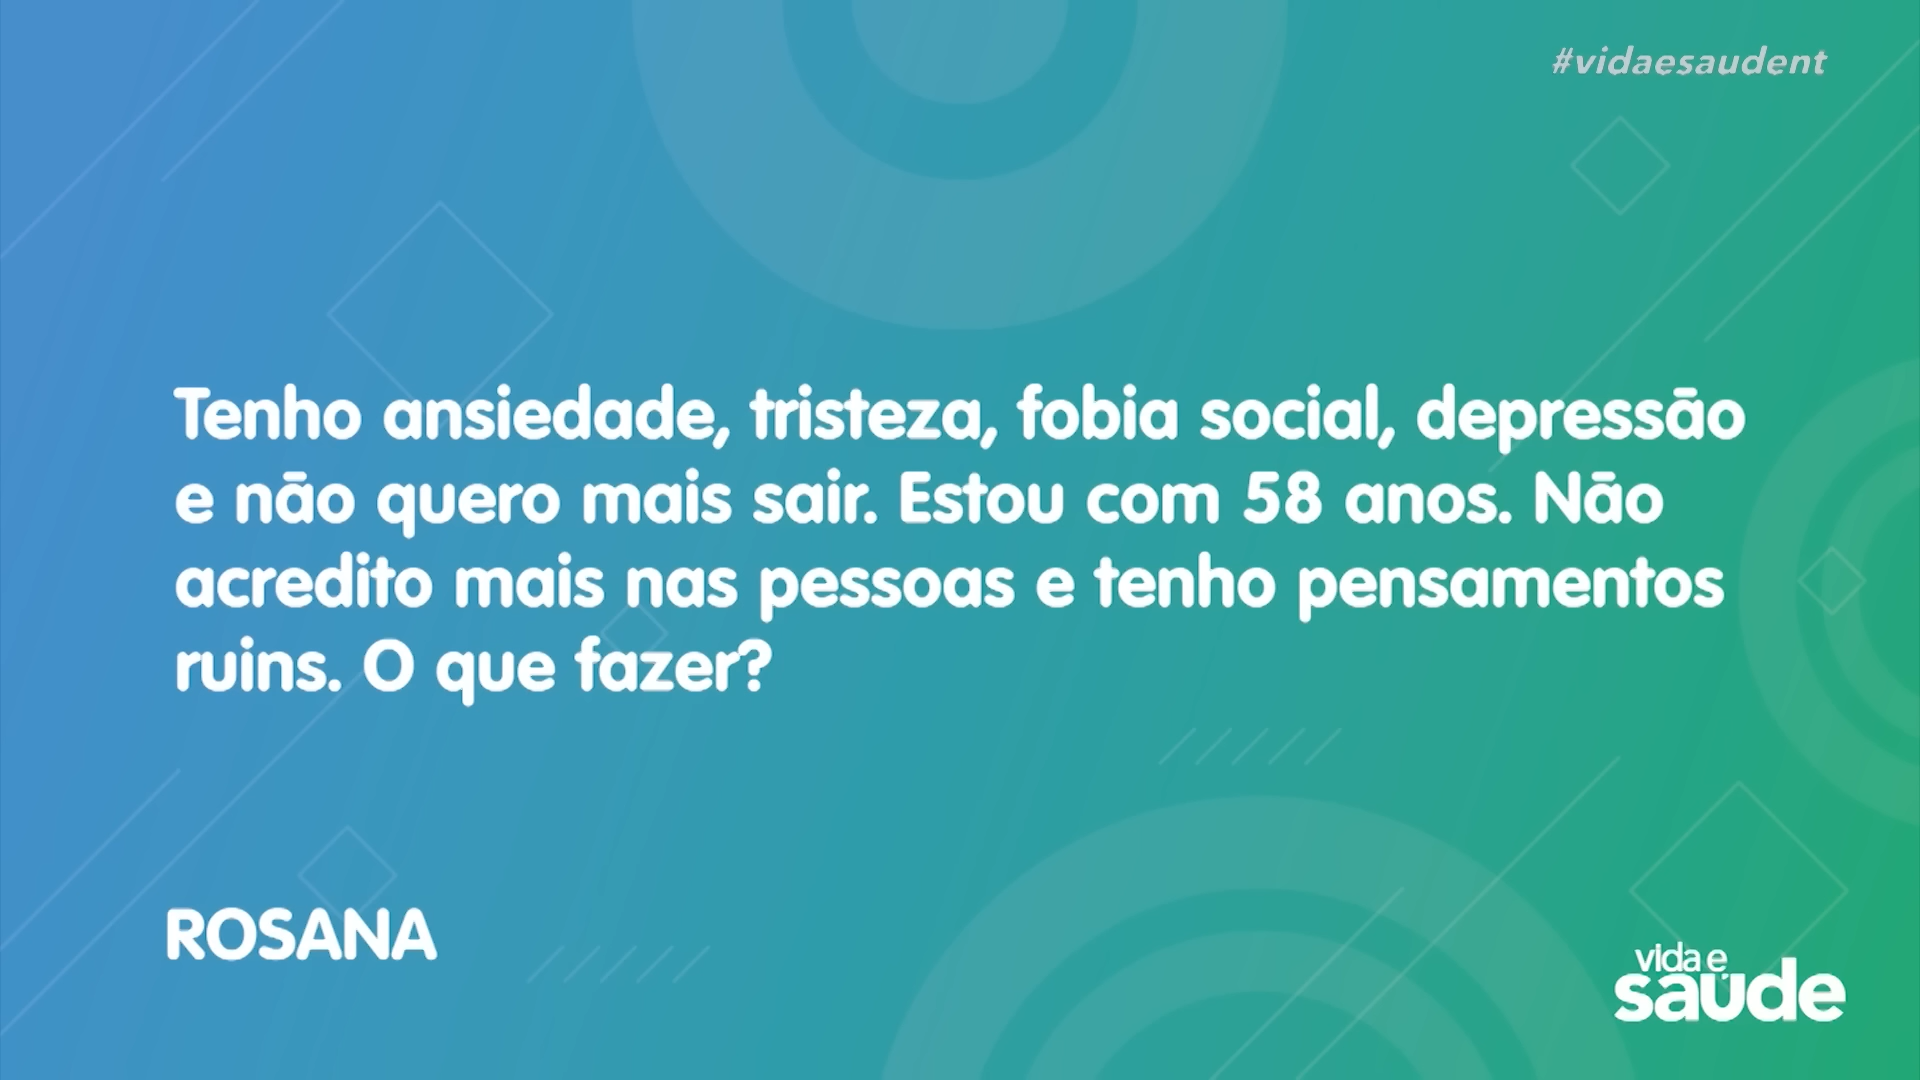 #vidaesaudent
Tenho ansiedade, tristeza, fobia social, depressão
e não quero mais sair. Estou com 58 anos. Não
acredito mais nas pessoas e tenho pensamentos
ruins. O que fazer?
ROSANA
vida e
saúde